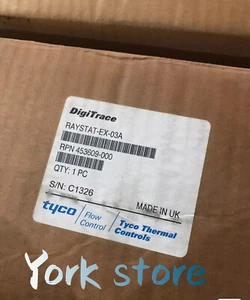 DigiTrace
RAYSTAT-EX-03A
RPN 453809-000
QTY: 1 PC
S/N: C1326
MADE IN UK
tyco
Flow
Control
Tyco Thermal
Controls
York store